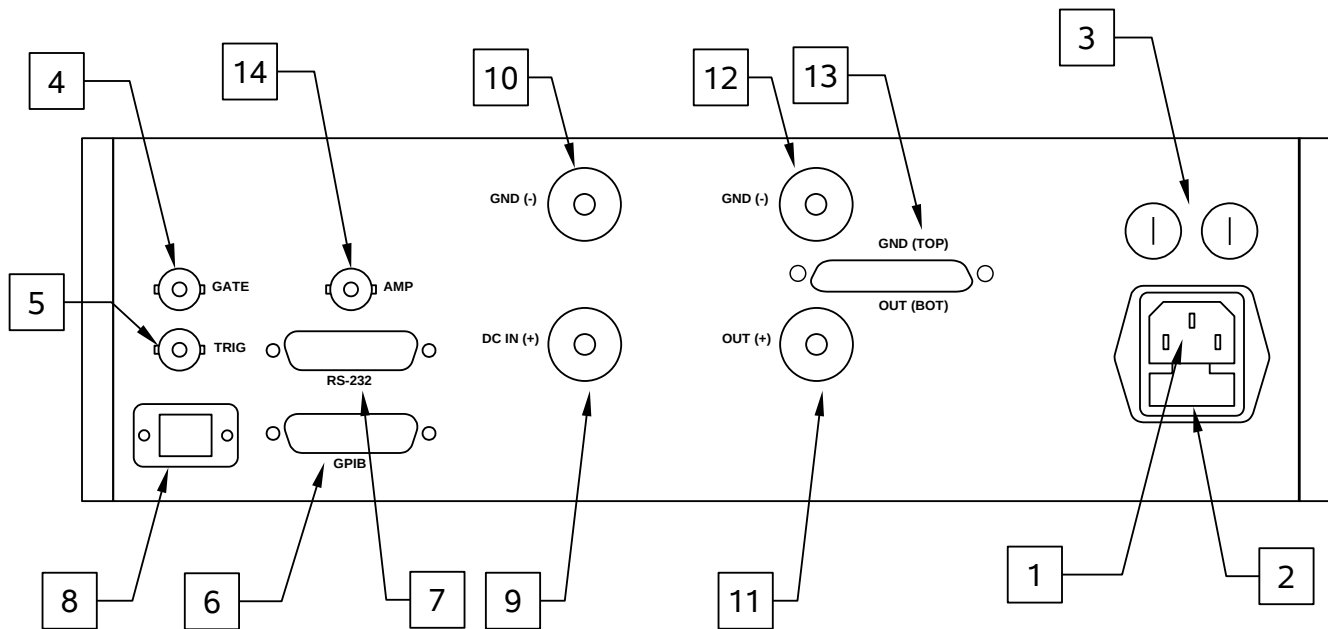 3
14
10
12
13
4
GND (-)
GND (-)
GND (TOP)
GATE
AMP
5
OUT (BOT)
DC IN (+)
OUT (+)
TRIG
RS-232
GPIB
1
2
8
6
7
9
11